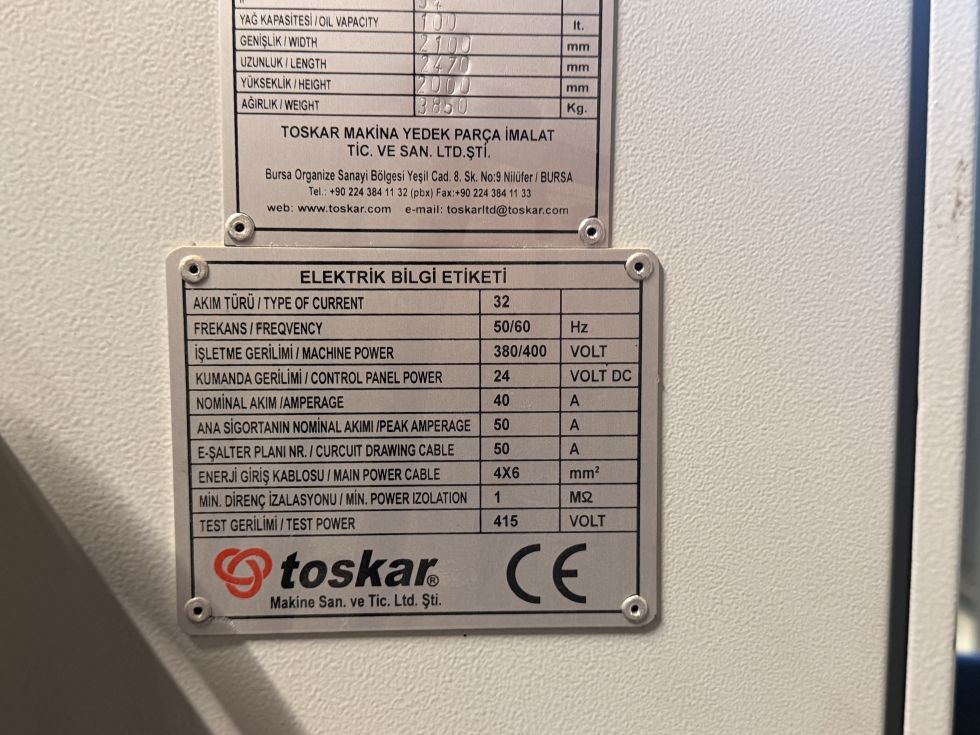 YAĞ KAPASİTESİ / OIL VAPACITY 100 lt.
GENİŞLİK / WIDTH 2100 mm
UZUNLUK / LENGTH 2470 mm
YÜKSEKLİK / HEIGHT 2000 mm
AĞIRLIK / WEIGHT 3850 Kg.
TOSKAR MAKİNA YEDEK PARÇA İMALAT
TİC. VE SAN. LTD.ŞTİ.
Bursa Organize Sanayi Bölgesi Yeşil Cad. 8. Sk. No:9 Nilüfer / BURSA
Tel.: +90 224 384 11 32 (pbx) Fax:+90 224 384 11 33
web: www.toskar.com e-mail: toskarltd@toskar.com
ELEKTRİK BİLGİ ETİKETİ
AKIM TÜRÜ / TYPE OF CURRENT 32
FREKANS / FREQVENCY 50/60 Hz
İŞLETME GERİLİMİ / MACHINE POWER 380/400 VOLT
KUMANDA GERİLİMİ / CONTROL PANEL POWER 24 VOLT DC
NOMİNAL AKIM /AMPERAGE 40 A
ANA SİGORTANIN NOMİNAL AKIMI /PEAK AMPERAGE 50 A
E-ŞALTER PLANI NR. / CURCUIT DRAWING CABLE 50 A
ENERJİ GİRİŞ KABLOSU / MAIN POWER CABLE 4X6 mm²
MİN. DİRENÇ İZALASYONU / MİN. POWER IZOLATION 1 MΩ
TEST GERİLİMİ / TEST POWER 415 VOLT
toskar® CE
Makine San. ve Tic. Ltd. Şti.